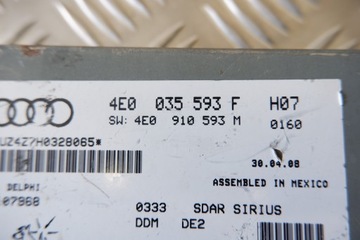 4E0 035 593 F H07
SW: 4E0 910 593 M 0160
UZ4Z7H0328065*
30.04.08
ASSEMBLED IN MEXICO
DELPHI
07968
0333 SDAR SIRIUS
DDM DE2